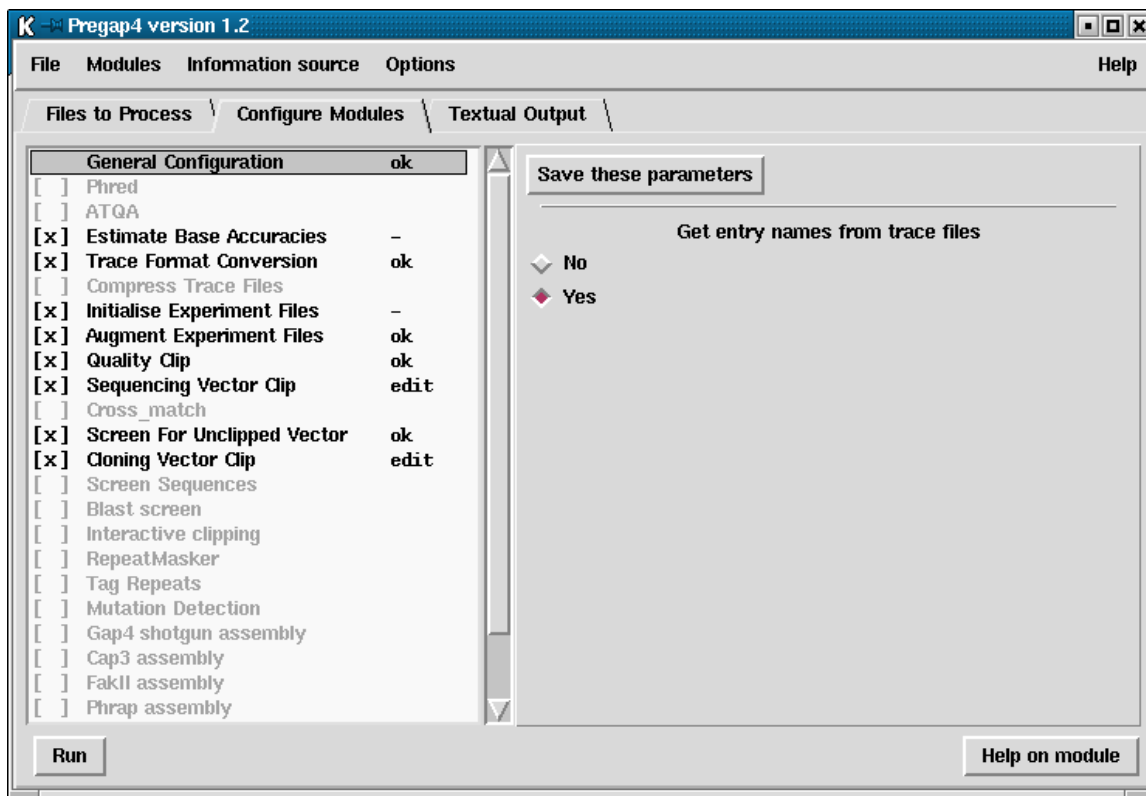 Pregap4 version 1.2
File Modules Information source Options Help
Files to Process Configure Modules Textual Output
General Configuration ok
[ ] Phred
[ ] ATQA
[x] Estimate Base Accuracies –
[x] Trace Format Conversion ok
[ ] Compress Trace Files
[x] Initialise Experiment Files –
[x] Augment Experiment Files ok
[x] Quality Clip ok
[x] Sequencing Vector Clip edit
[ ] Cross_match
[x] Screen For Unclipped Vector ok
[x] Cloning Vector Clip edit
[ ] Screen Sequences
[ ] Blast screen
[ ] Interactive clipping
[ ] RepeatMasker
[ ] Tag Repeats
[ ] Mutation Detection
[ ] Gap4 shotgun assembly
[ ] Cap3 assembly
[ ] FakII assembly
[ ] Phrap assembly
Save these parameters
Get entry names from trace files
No
Yes
Run Help on module